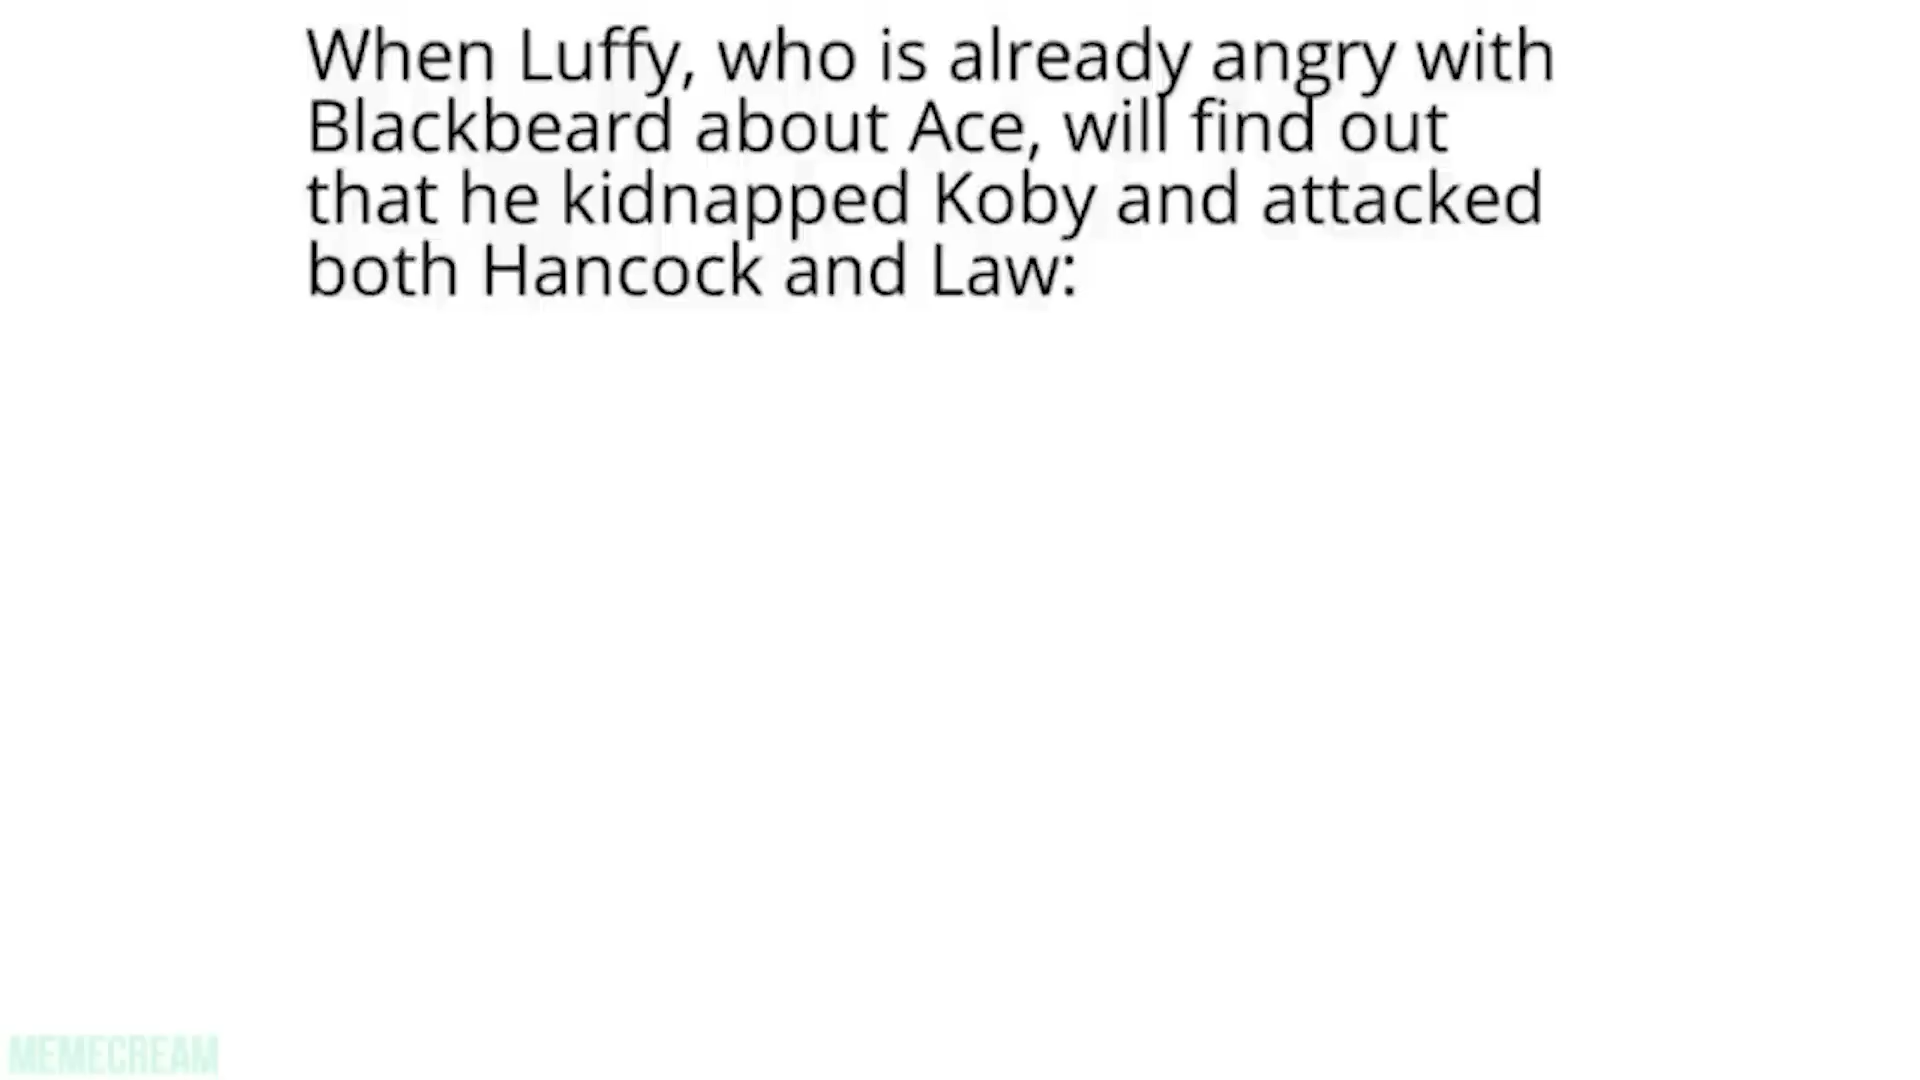 When Luffy, who is already angry with
Blackbeard about Ace, will find out
that he kidnapped Koby and attacked
both Hancock and Law:
MEMECREAM